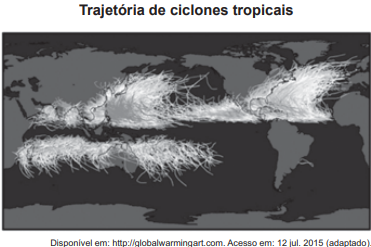 Trajetória de ciclones tropicais
Disponível em: http://globalwarmingart.com. Acesso em: 12 jul. 2015 (adaptado).